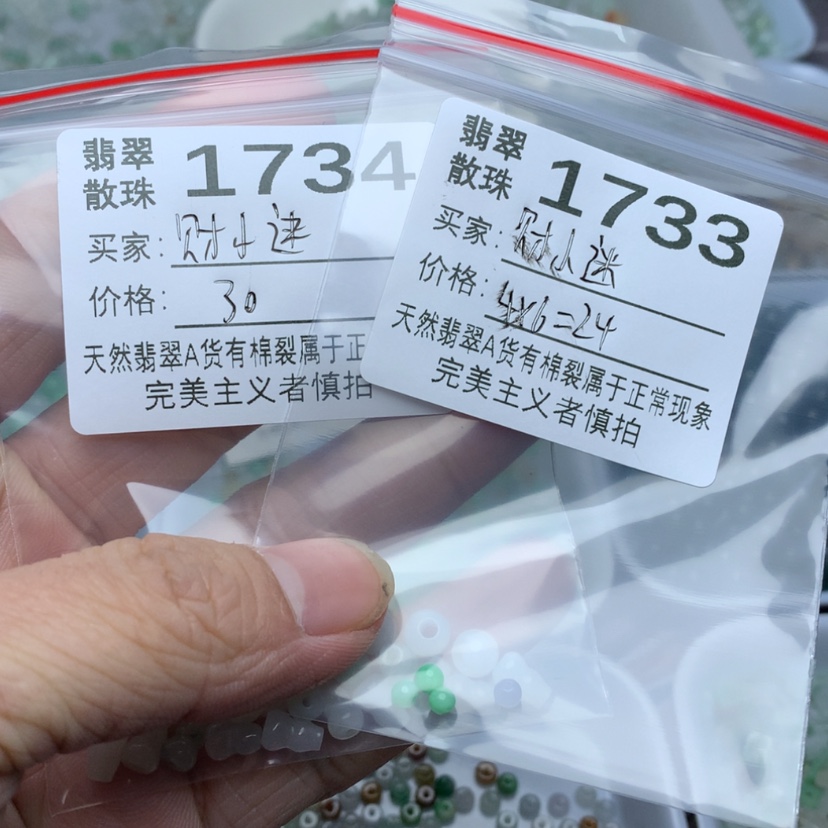 翡翠
散珠
1734
买家：财小迷
价格：30
天然翡翠A货有棉裂属于正
完美主义者慎拍
翡翠
散珠
1733
买家：财小迷
价格：4x6=24
天然翡翠A货有棉裂属于正常现象
完美主义者慎拍